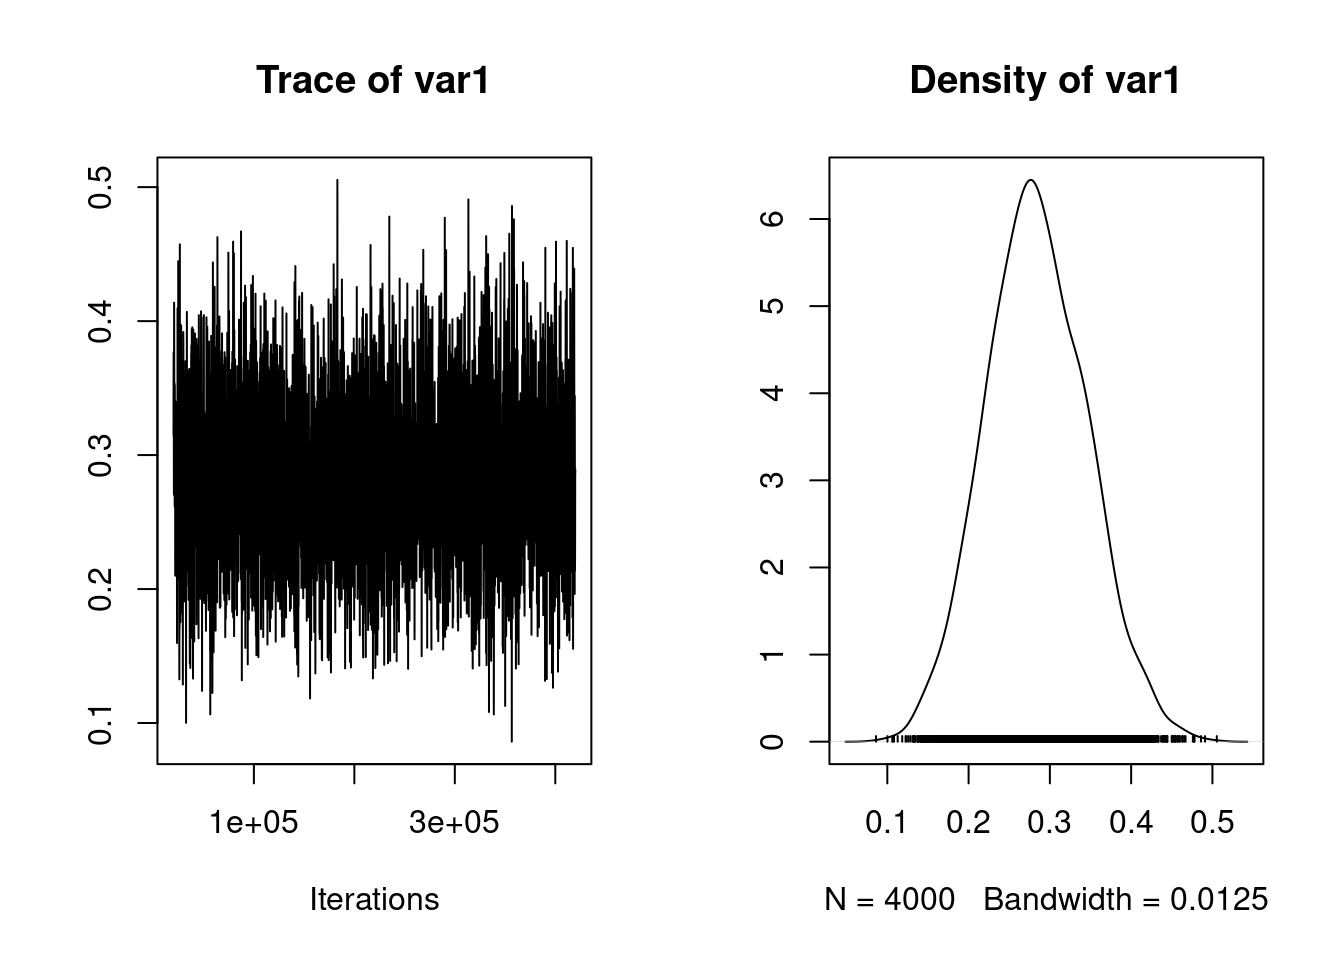 Trace of var1
0.5
0.4
0.3
0.2
0.1
1e+05 3e+05
Iterations
Density of var1
6
5
4
3
2
1
0
0.1 0.2 0.3 0.4 0.5
N = 4000 Bandwidth = 0.0125